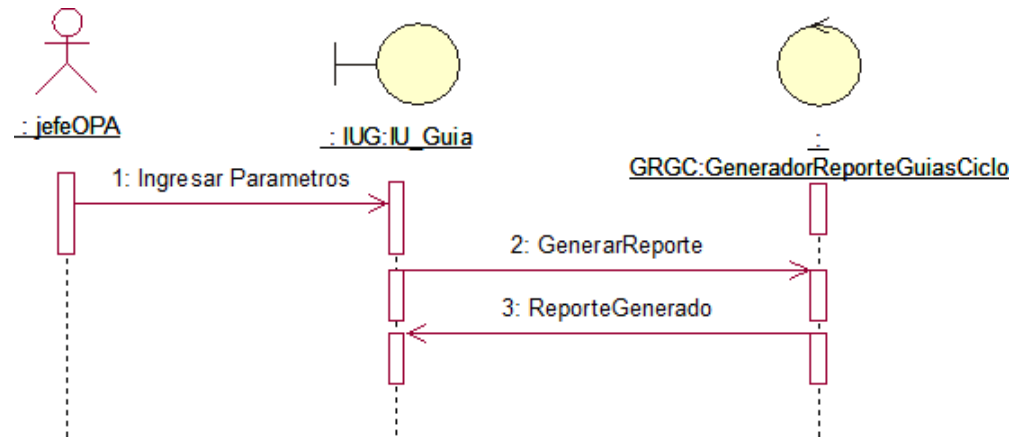 : jefeOPA
: IUG:IU_Guia
:
GRGC:GeneradorReporteGuiasCiclo
1: Ingresar Parametros
2: GenerarReporte
3: ReporteGenerado